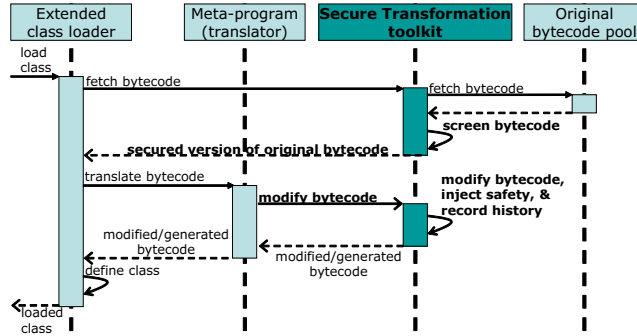 Extended
class loader
Meta-program
(translator)
Secure Transformation
toolkit
Original
bytecode pool
load
class
fetch bytecode
fetch bytecode
screen bytecode
secured version of original bytecode
translate bytecode
modify bytecode
modify bytecode,
inject safety, &
record history
modified/generated
bytecode
modified/generated
bytecode
define class
loaded
class